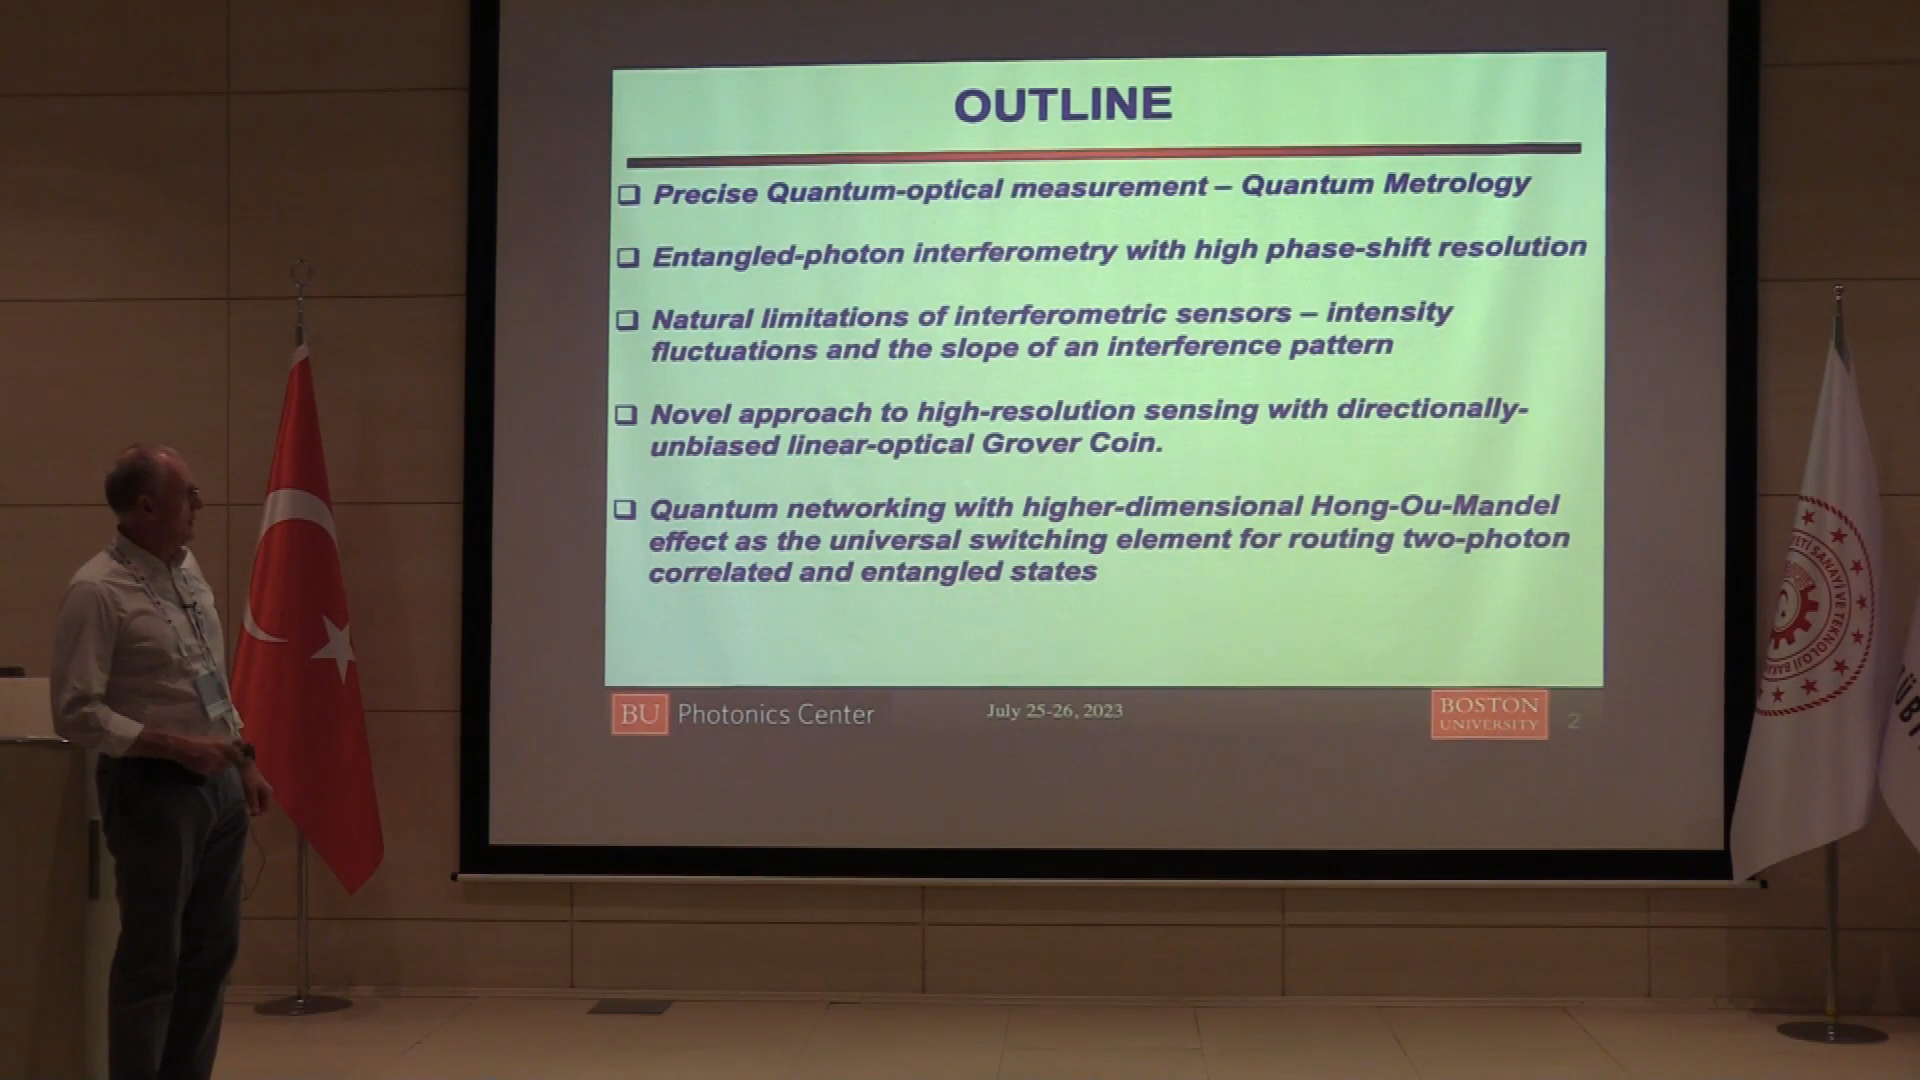 OUTLINE
❑ Precise Quantum-optical measurement – Quantum Metrology
❑ Entangled-photon interferometry with high phase-shift resolution
❑ Natural limitations of interferometric sensors – intensity
fluctuations and the slope of an interference pattern
❑ Novel approach to high-resolution sensing with directionally-
unbiased linear-optical Grover Coin.
❑ Quantum networking with higher-dimensional Hong-Ou-Mandel
effect as the universal switching element for routing two-photon
correlated and entangled states
BU Photonics Center
July 25-26, 2023
BOSTON
UNIVERSITY
2
SANAYİ VE TEKNOLOJİ